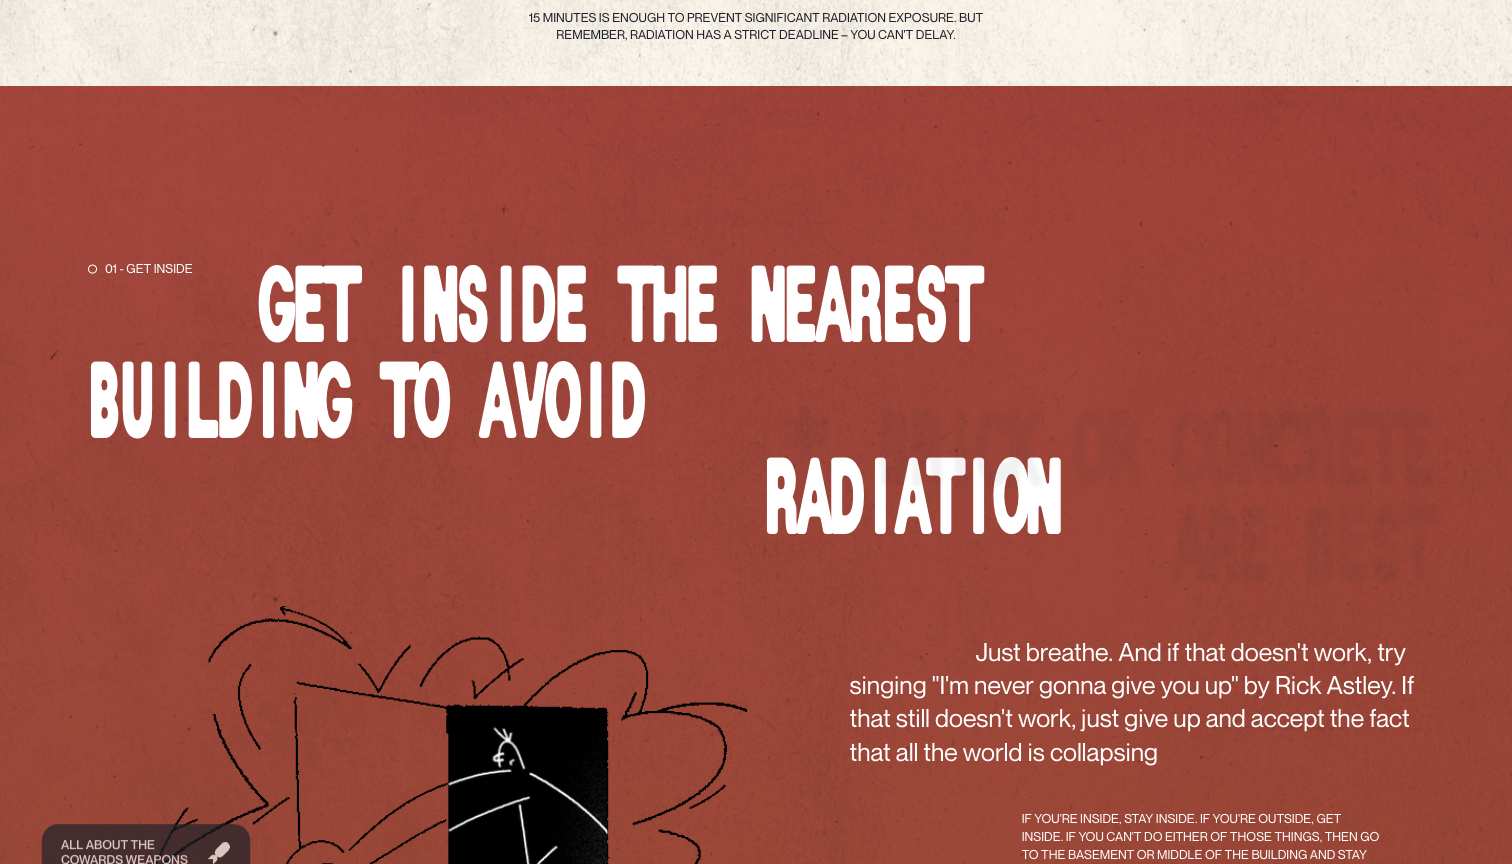 15 MINUTES IS ENOUGH TO PREVENT SIGNIFICANT RADIATION EXPOSURE. BUT
REMEMBER, RADIATION HAS A STRICT DEADLINE – YOU CAN'T DELAY.
01 - GET INSIDE
GET INSIDE THE NEAREST
BUILDING TO AVOID
RADIATION
OR CONCRETE
ARE BEST
Just breathe. And if that doesn't work, try
singing "I'm never gonna give you up" by Rick Astley. If
that still doesn't work, just give up and accept the fact
that all the world is collapsing
IF YOU'RE INSIDE, STAY INSIDE. IF YOU'RE OUTSIDE, GET
INSIDE. IF YOU CAN'T DO EITHER OF THOSE THINGS, THEN GO
TO THE BASEMENT OR MIDDLE OF THE BUILDING AND STAY
ALL ABOUT THE
COWARDS WEAPONS